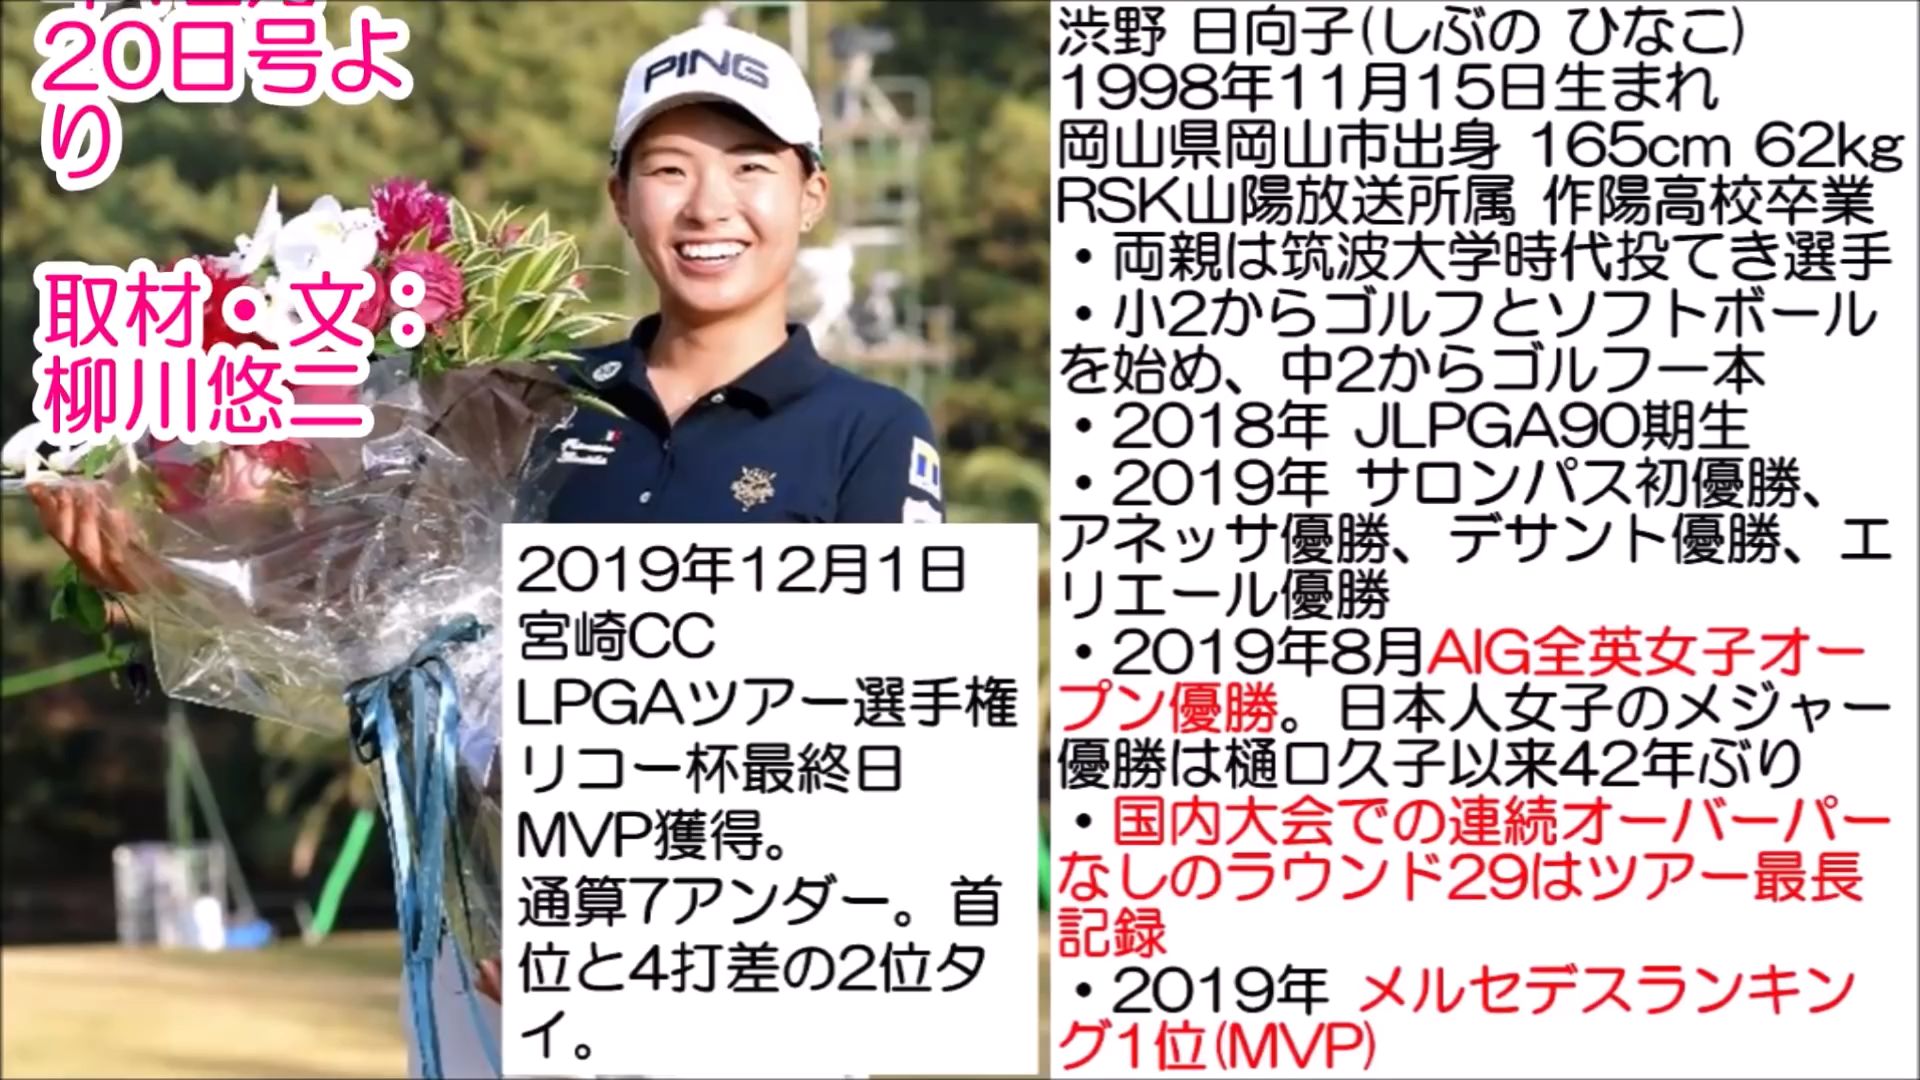 20日号よ
り
取材・文：
柳川悠二
PING
2019年12月1日
宮崎CC
LPGAツアー選手権
リコー杯最終日
MVP獲得。
通算7アンダー。首
位と4打差の2位タ
イ。
渋野 日向子(しぶの ひなこ)
1998年11月15日生まれ
岡山県岡山市出身 165cm 62kg
RSK山陽放送所属 作陽高校卒業
・両親は筑波大学時代投てき選手
・小2からゴルフとソフトボール
を始め、中2からゴルフ一本
・2018年 JLPGA90期生
・2019年 サロンパス初優勝、
アネッサ優勝、デサント優勝、エ
リエール優勝
・2019年8月AIG全英女子オー
プン優勝。日本人女子のメジャー
優勝は樋口久子以来42年ぶり
・国内大会での連続オーバーパー
なしのラウンド29はツアー最長
記録
・2019年 メルセデスランキン
グ1位(MVP)